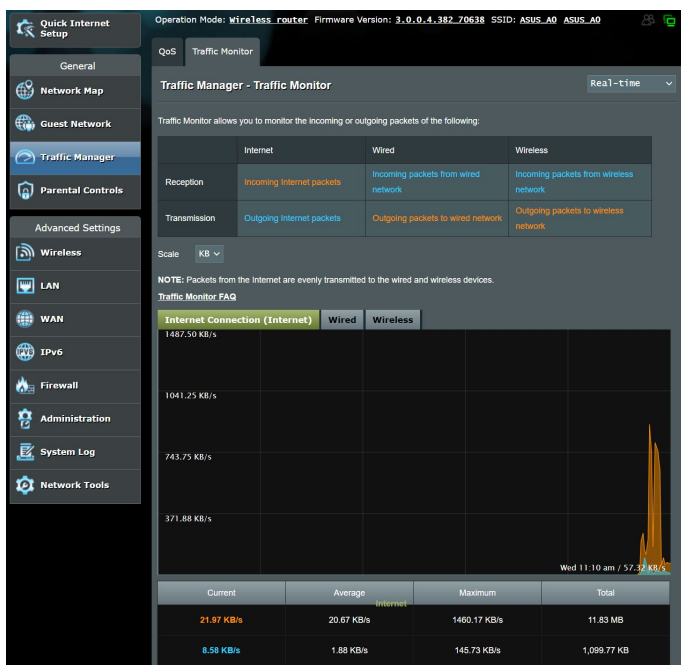 Quick Internet
Setup
Operation Mode: Wireless router Firmware Version: 3.0.0.4.382_70638 SSID: ASUS_A0 ASUS_A0
QoS Traffic Monitor
General
Network Map
Guest Network
Traffic Manager
Parental Controls
Advanced Settings
Wireless
LAN
WAN
IPv6
IPv6
Firewall
Administration
System Log
Network Tools
Traffic Manager - Traffic Monitor
Real-time
Traffic Monitor allows you to monitor the incoming or outgoing packets of the following:
Internet Wired Wireless
Reception Incoming Internet packets Incoming packets from wired network Incoming packets from wireless network
Transmission Outgoing Internet packets Outgoing packets to wired network Outgoing packets to wireless network
Scale KB
NOTE: Packets from the Internet are evenly transmitted to the wired and wireless devices.
Traffic Monitor FAQ
Internet Connection (Internet) Wired Wireless
1487.50 KB/s
1041.25 KB/s
743.75 KB/s
371.88 KB/s
Wed 11:10 am / 57.32 KB/s
Current Average Maximum Total
Internet
21.97 KB/s 20.67 KB/s 1460.17 KB/s 11.83 MB
8.58 KB/s 1.88 KB/s 145.73 KB/s 1,099.77 KB